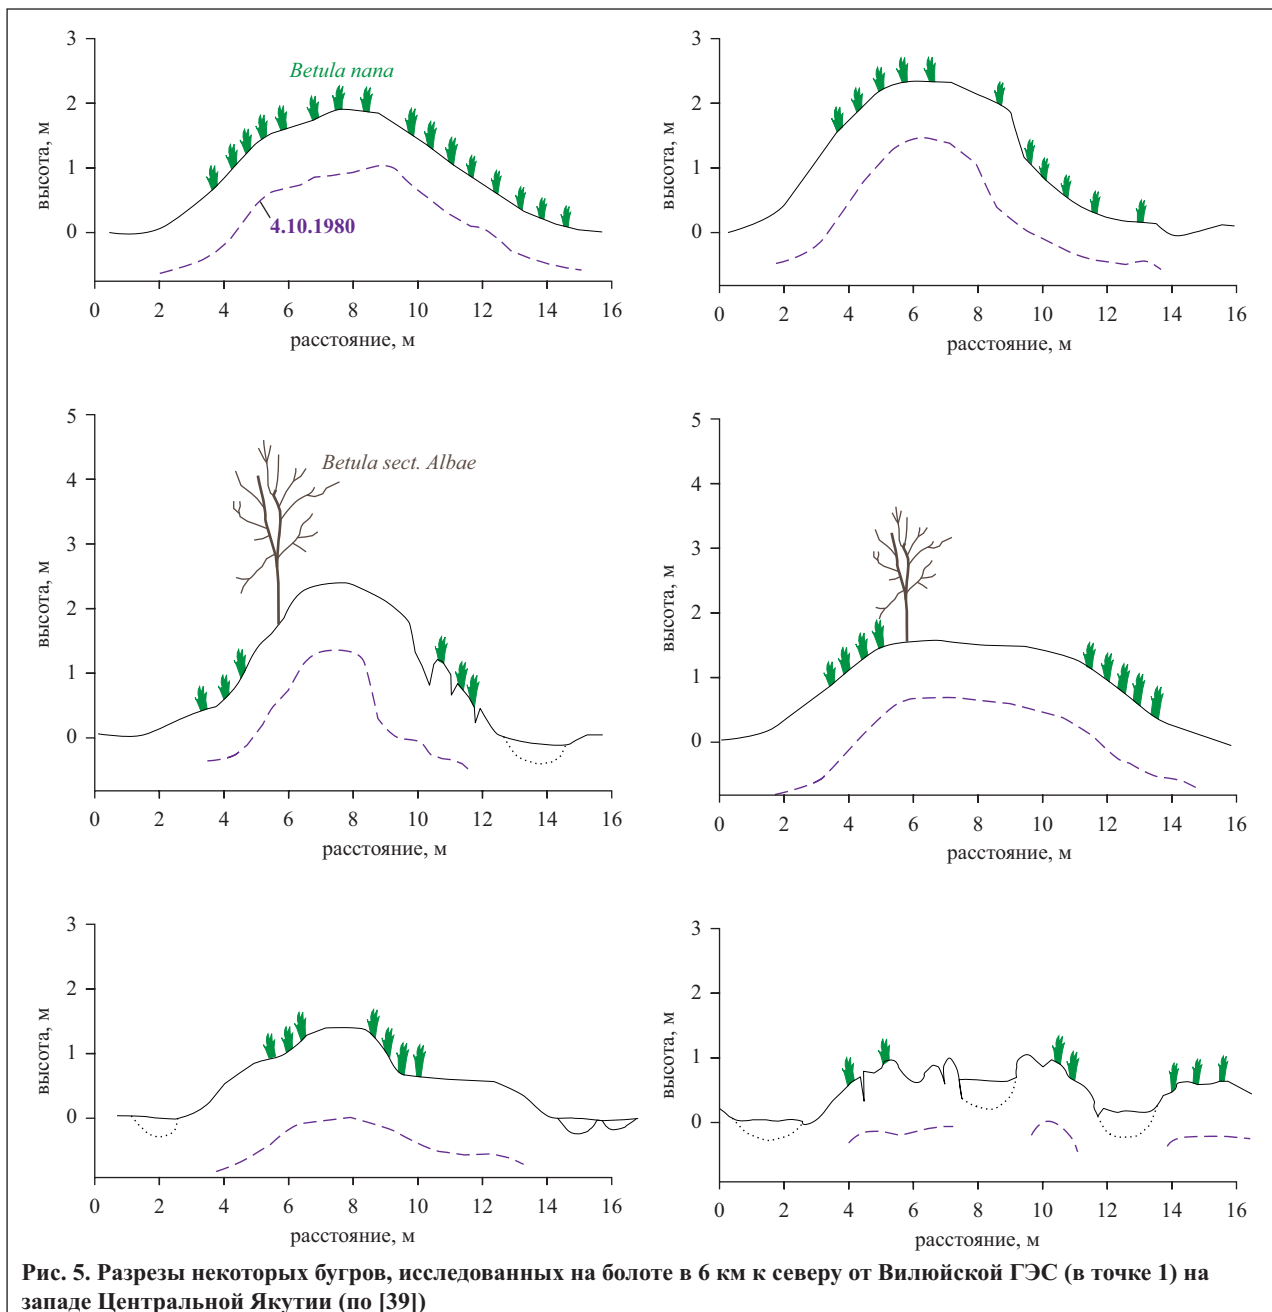 3
2
1
0
высота, м
Betula nana
4.10.1980
0 2 4 6 8 10 12 14 16
расстояние, м
3
2
1
0
высота, м
0 2 4 6 8 10 12 14 16
расстояние, м
5
4
3
2
1
0
высота, м
Betula sect. Albae
0 2 4 6 8 10 12 14 16
расстояние, м
5
4
3
2
1
0
высота, м
0 2 4 6 8 10 12 14 16
расстояние, м
3
2
1
0
высота, м
0 2 4 6 8 10 12 14 16
расстояние, м
3
2
1
0
высота, м
0 2 4 6 8 10 12 14 16
расстояние, м
Рис. 5. Разрезы некоторых бугров, исследованных на болоте в 6 км к северу от Вилюйской ГЭС (в точке 1) на
западе Центральной Якутии (по [39])